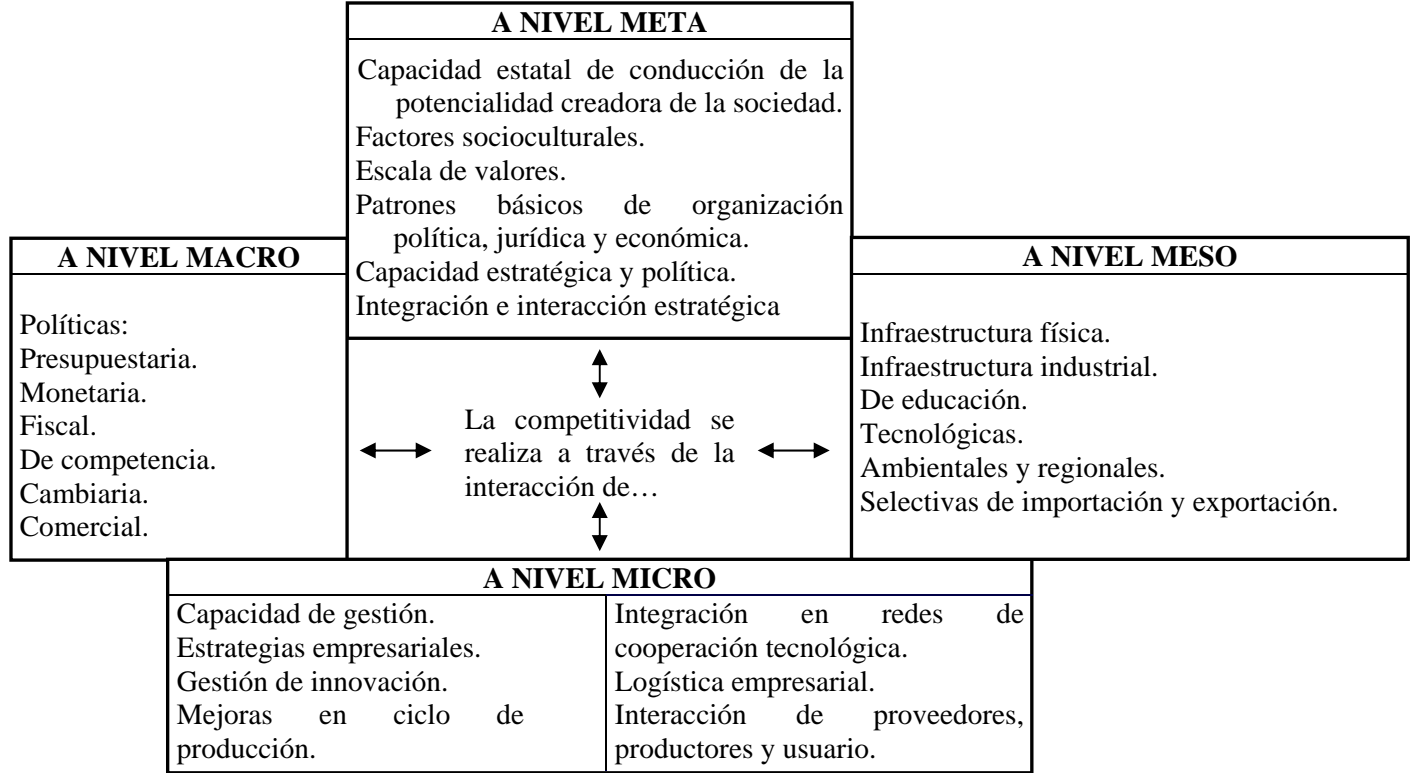 A NIVEL META
Capacidad estatal de conducción de la
potencialidad creadora de la sociedad.
Factores socioculturales.
Escala de valores.
Patrones básicos de organización
política, jurídica y económica.
Capacidad estratégica y política.
Integración e interacción estratégica
A NIVEL MACRO
Políticas:
Presupuestaria.
Monetaria.
Fiscal.
De competencia.
Cambiaria.
Comercial.
La competitividad se
realiza a través de la
interacción de…
A NIVEL MESO
Infraestructura física.
Infraestructura industrial.
De educación.
Tecnológicas.
Ambientales y regionales.
Selectivas de importación y exportación.
A NIVEL MICRO
Capacidad de gestión.
Estrategias empresariales.
Gestión de innovación.
Mejoras en ciclo de
producción.
Integración en redes de
cooperación tecnológica.
Logística empresarial.
Interacción de proveedores,
productores y usuario.